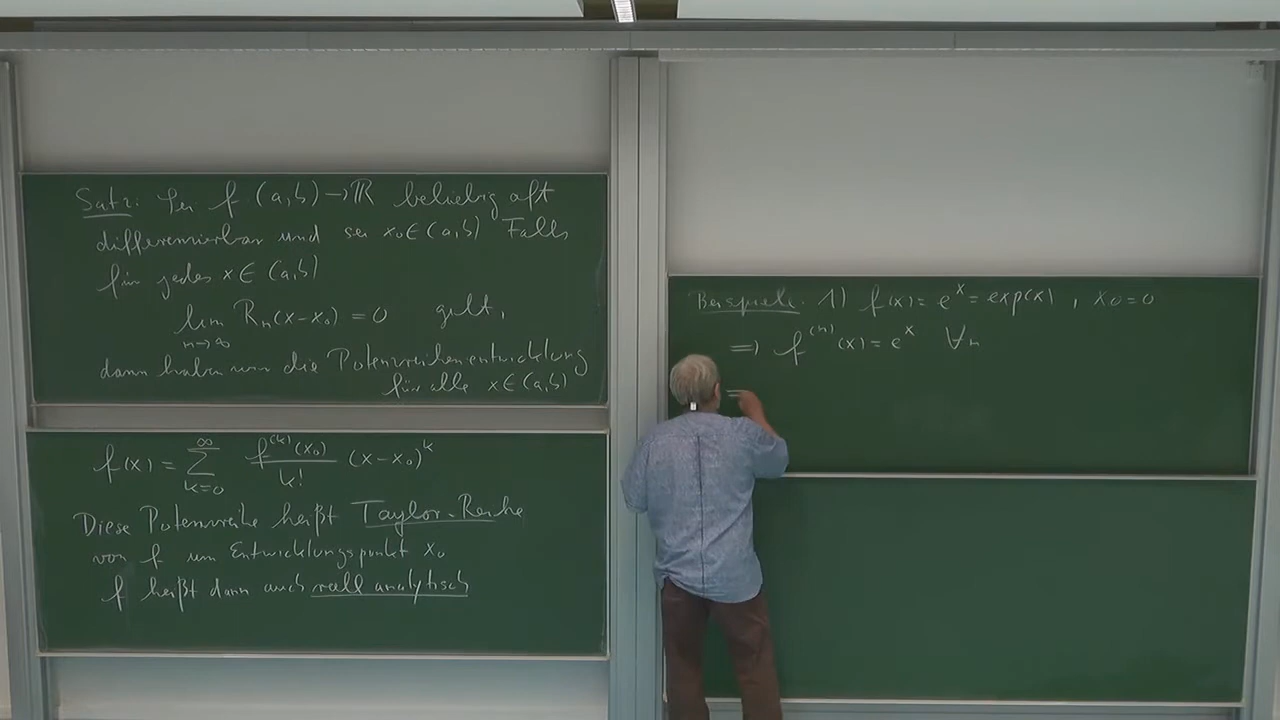 Satz: Sei f (a,b) → ℝ beliebig oft
differenzierbar und sei x₀ ∈ (a,b) Falls
für jedes x ∈ (a,b)
lim Rₙ(x-x₀) = 0 gilt,
n→∞
dann haben wir die Potenzreihenentwicklung
für alle x ∈ (a,b)
f(x) = ∑_{k=0}^{∞} f^{(k)}(x₀)/k! (x-x₀)^k
Diese Potenzreihe heißt Taylor-Reihe
von f um Entwicklungspunkt x₀
f heißt dann auch reell analytisch
Beispiele. 1) f(x) = e^x = exp(x), x₀=0
⇒ f^{(n)}(x) = e^x ∀n